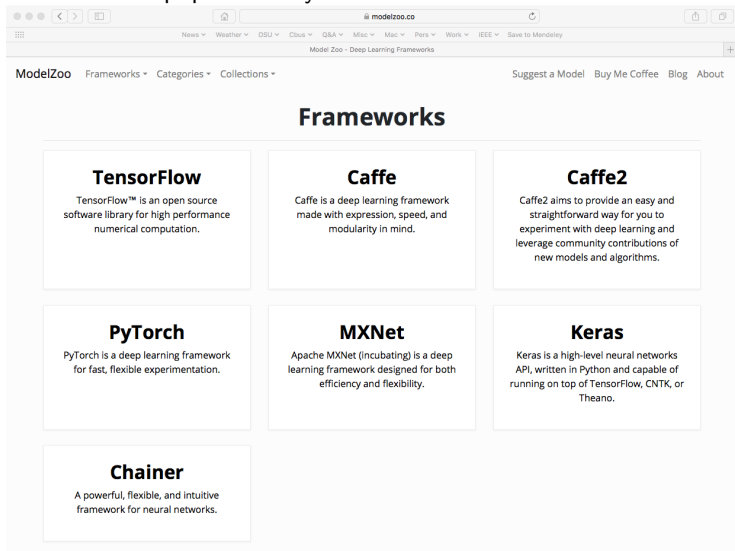 modelzoo.co
News Weather OSU Cbus Q&A Misc Mac Pers Work IEEE Save to Mendeley
Model Zoo - Deep Learning Frameworks
ModelZoo Frameworks Categories Collections Suggest a Model Buy Me Coffee Blog About
Frameworks
TensorFlow
TensorFlow™ is an open source
software library for high performance
numerical computation.
Caffe
Caffe is a deep learning framework
made with expression, speed, and
modularity in mind.
Caffe2
Caffe2 aims to provide an easy and
straightforward way for you to
experiment with deep learning and
leverage community contributions of
new models and algorithms.
PyTorch
PyTorch is a deep learning framework
for fast, flexible experimentation.
MXNet
Apache MXNet (incubating) is a deep
learning framework designed for both
efficiency and flexibility.
Keras
Keras is a high-level neural networks
API, written in Python and capable of
running on top of TensorFlow, CNTK, or
Theano.
Chainer
A powerful, flexible, and intuitive
framework for neural networks.